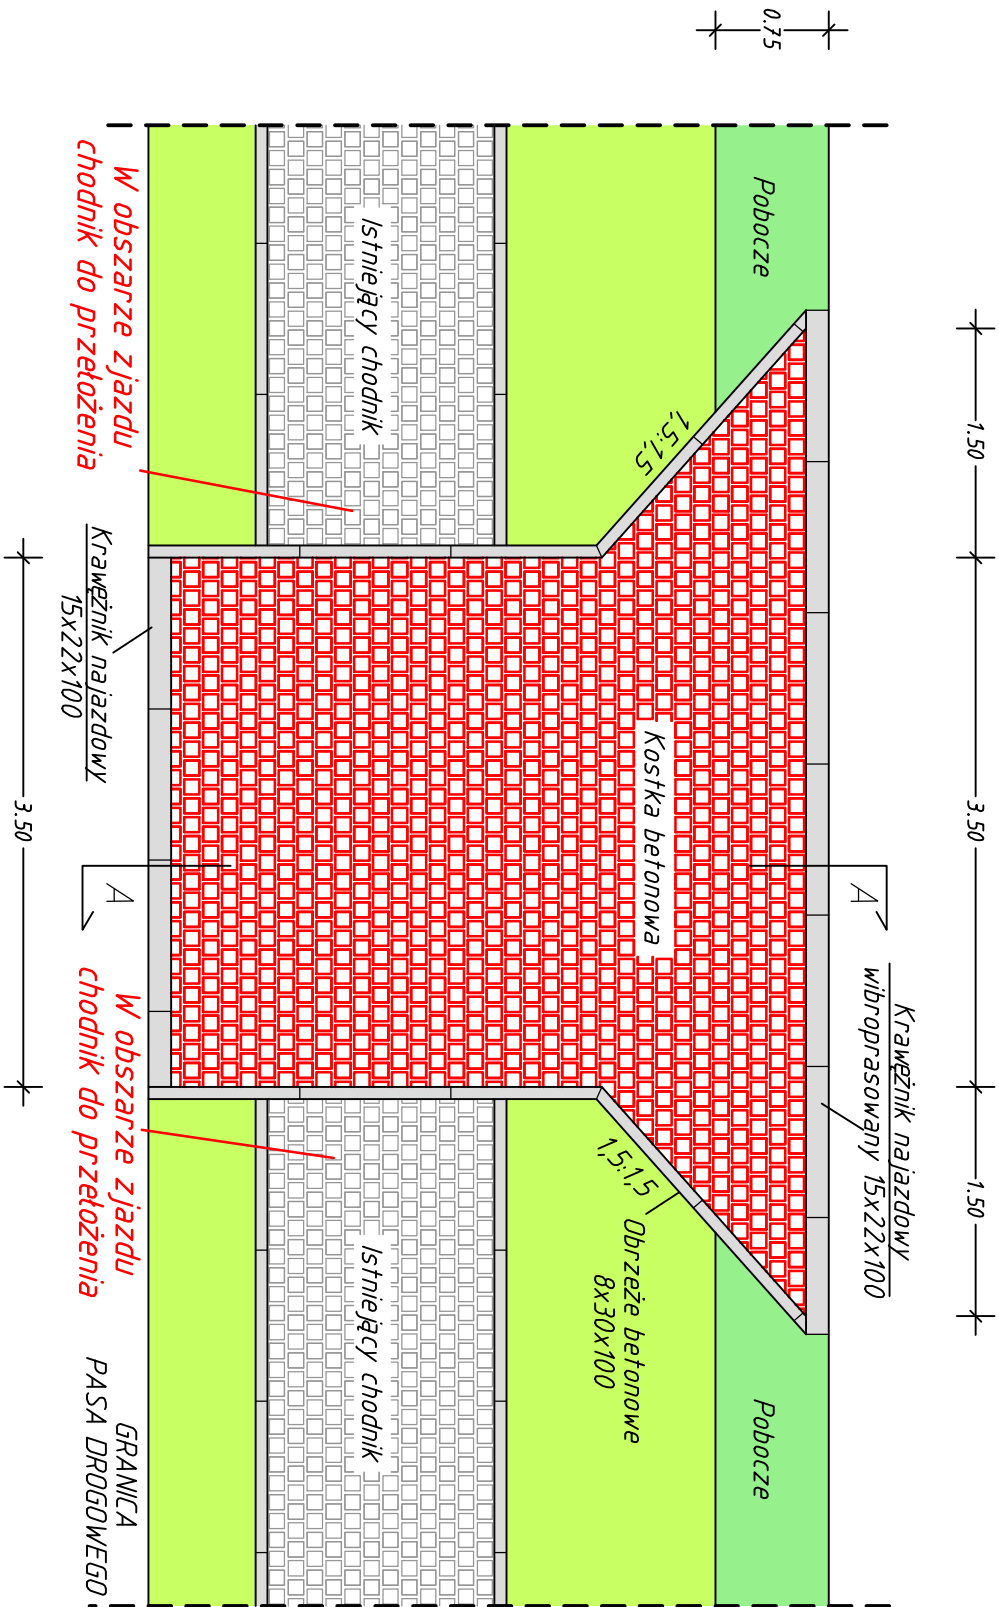 1.50
3.50
1.50
0.75
Krawężnik najazdowy
wibroprasowany 15x22x100
A
Pobocze
Pobocze
1,5:1,5
Kostka betonowa
1,5:1,5
Obrzeże betonowe
8x30x100
Istniejący chodnik
Istniejący chodnik
W obszarze zjazdu
chodnik do przełożenia
Krawężnik najazdowy
15x22x100
A
W obszarze zjazdu
chodnik do przełożenia
GRANICA
PASA DROGOWEGO
3.50